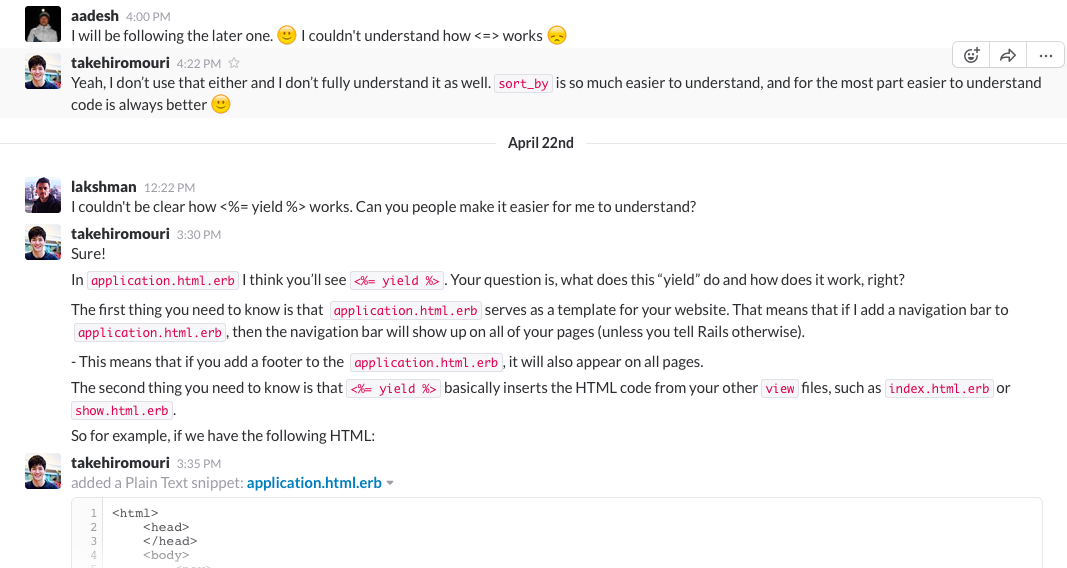 aadesh 4:00 PM
I will be following the later one. 🙂 I couldn't understand how <=> works 😞
takehiromouri 4:22 PM ☆
Yeah, I don't use that either and I don't fully understand it as well. sort_by is so much easier to understand, and for the most part easier to understand
code is always better 🙂
April 22nd
lakshman 12:22 PM
I couldn't be clear how <%= yield %> works. Can you people make it easier for me to understand?
takehiromouri 3:30 PM
Sure!
In application.html.erb I think you'll see <%= yield %>. Your question is, what does this “yield” do and how does it work, right?
The first thing you need to know is that application.html.erb serves as a template for your website. That means that if I add a navigation bar to
application.html.erb, then the navigation bar will show up on all of your pages (unless you tell Rails otherwise).
- This means that if you add a footer to the application.html.erb, it will also appear on all pages.
The second thing you need to know is that <%= yield %> basically inserts the HTML code from your other view files, such as index.html.erb or
show.html.erb.
So for example, if we have the following HTML:
takehiromouri 3:35 PM
added a Plain Text snippet: application.html.erb
1 <html>
2 <head>
3 </head>
4 <body>